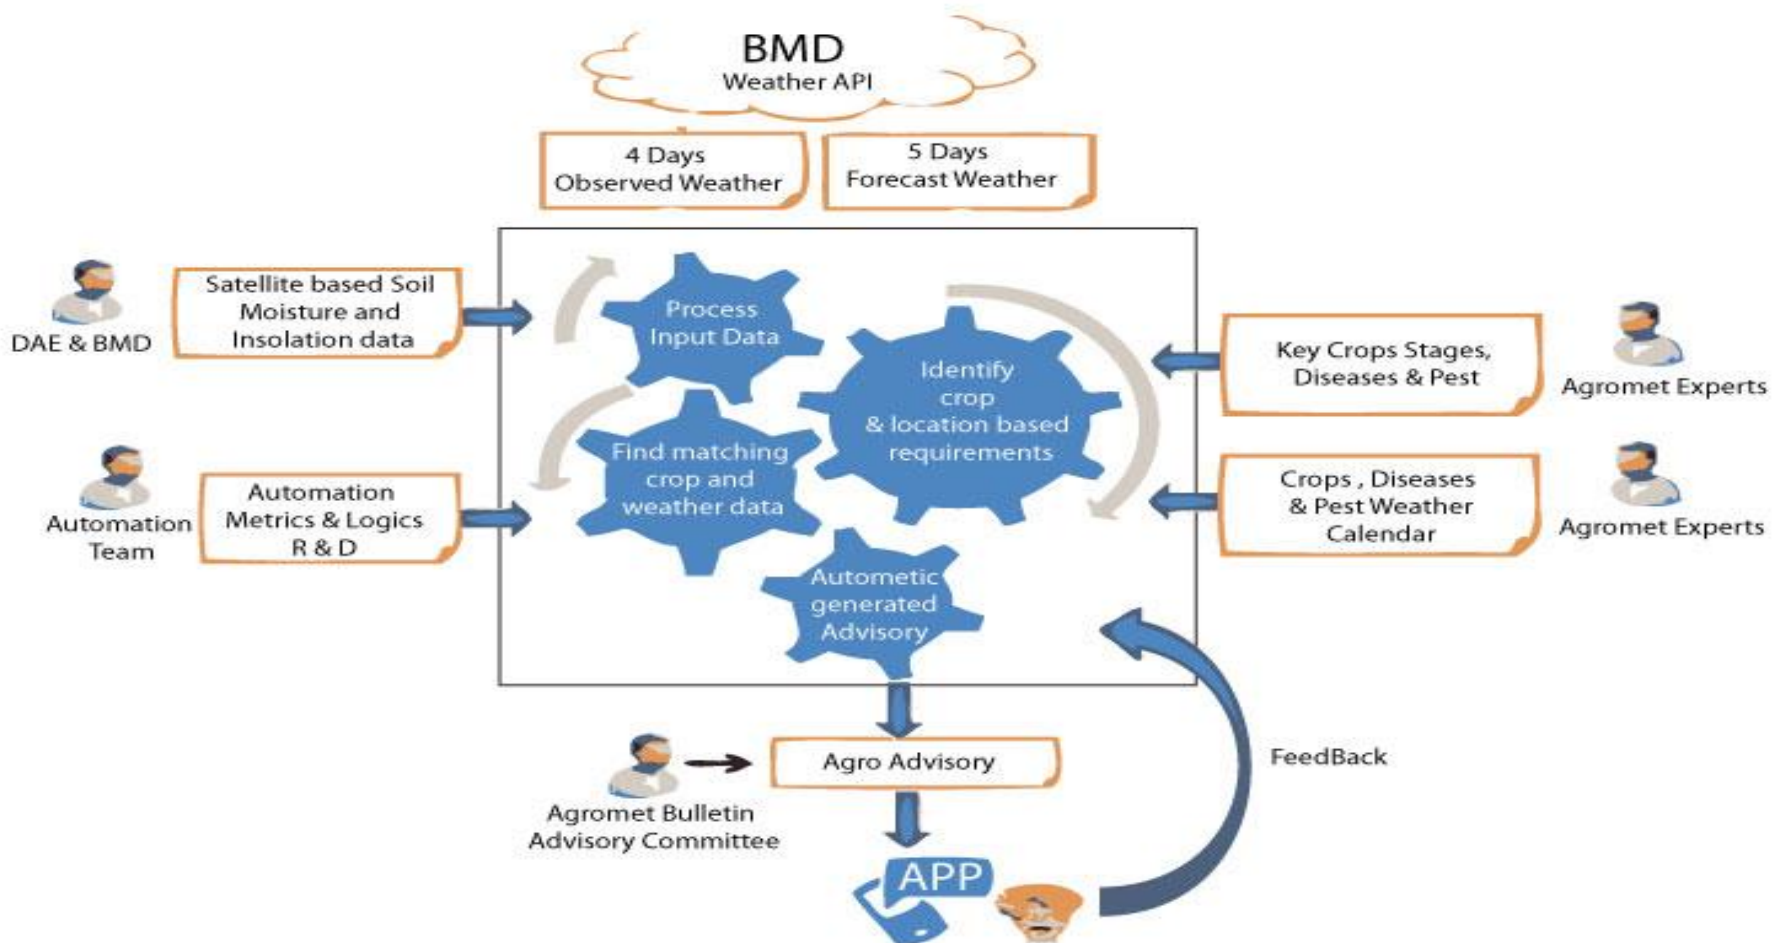 BMD
Weather API
4 Days
Observed Weather
5 Days
Forecast Weather
DAE & BMD
Satellite based Soil
Moisture and
Insolation data
Process
Input Data
Identify
crop
& location based
requirements
Key Crops Stages,
Diseases & Pest
Agromet Experts
Automation
Team
Automation
Metrics & Logics
R & D
Find matching
crop and
weather data
Crops , Diseases
& Pest Weather
Calendar
Agromet Experts
Autometic
generated
Advisory
Agro Advisory
Agromet Bulletin
Advisory Committee
FeedBack
APP